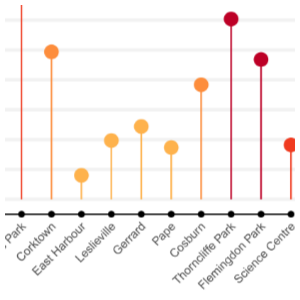 Park
Corktown
East Harbour
Leslieville
Gerrard
Pape
Cosburn
Thorncliffe Park
Flemingdon Park
Science Centre